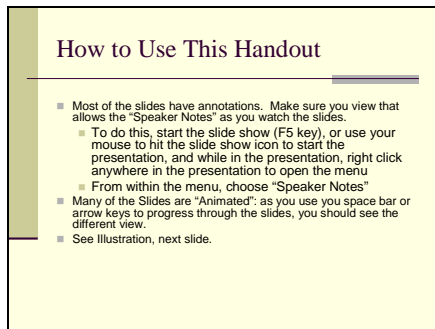 How to Use This Handout
Most of the slides have annotations.  Make sure you view that
allows the “Speaker Notes” as you watch the slides.
To do this, start the slide show (F5 key), or use your
mouse to hit the slide show icon to start the
presentation, and while in the presentation, right click
anywhere in the presentation to open the menu
From within the menu, choose “Speaker Notes”
Many of the Slides are “Animated”: as you use you space bar or
arrow keys to progress through the slides, you should see the
different view.
See Illustration, next slide.